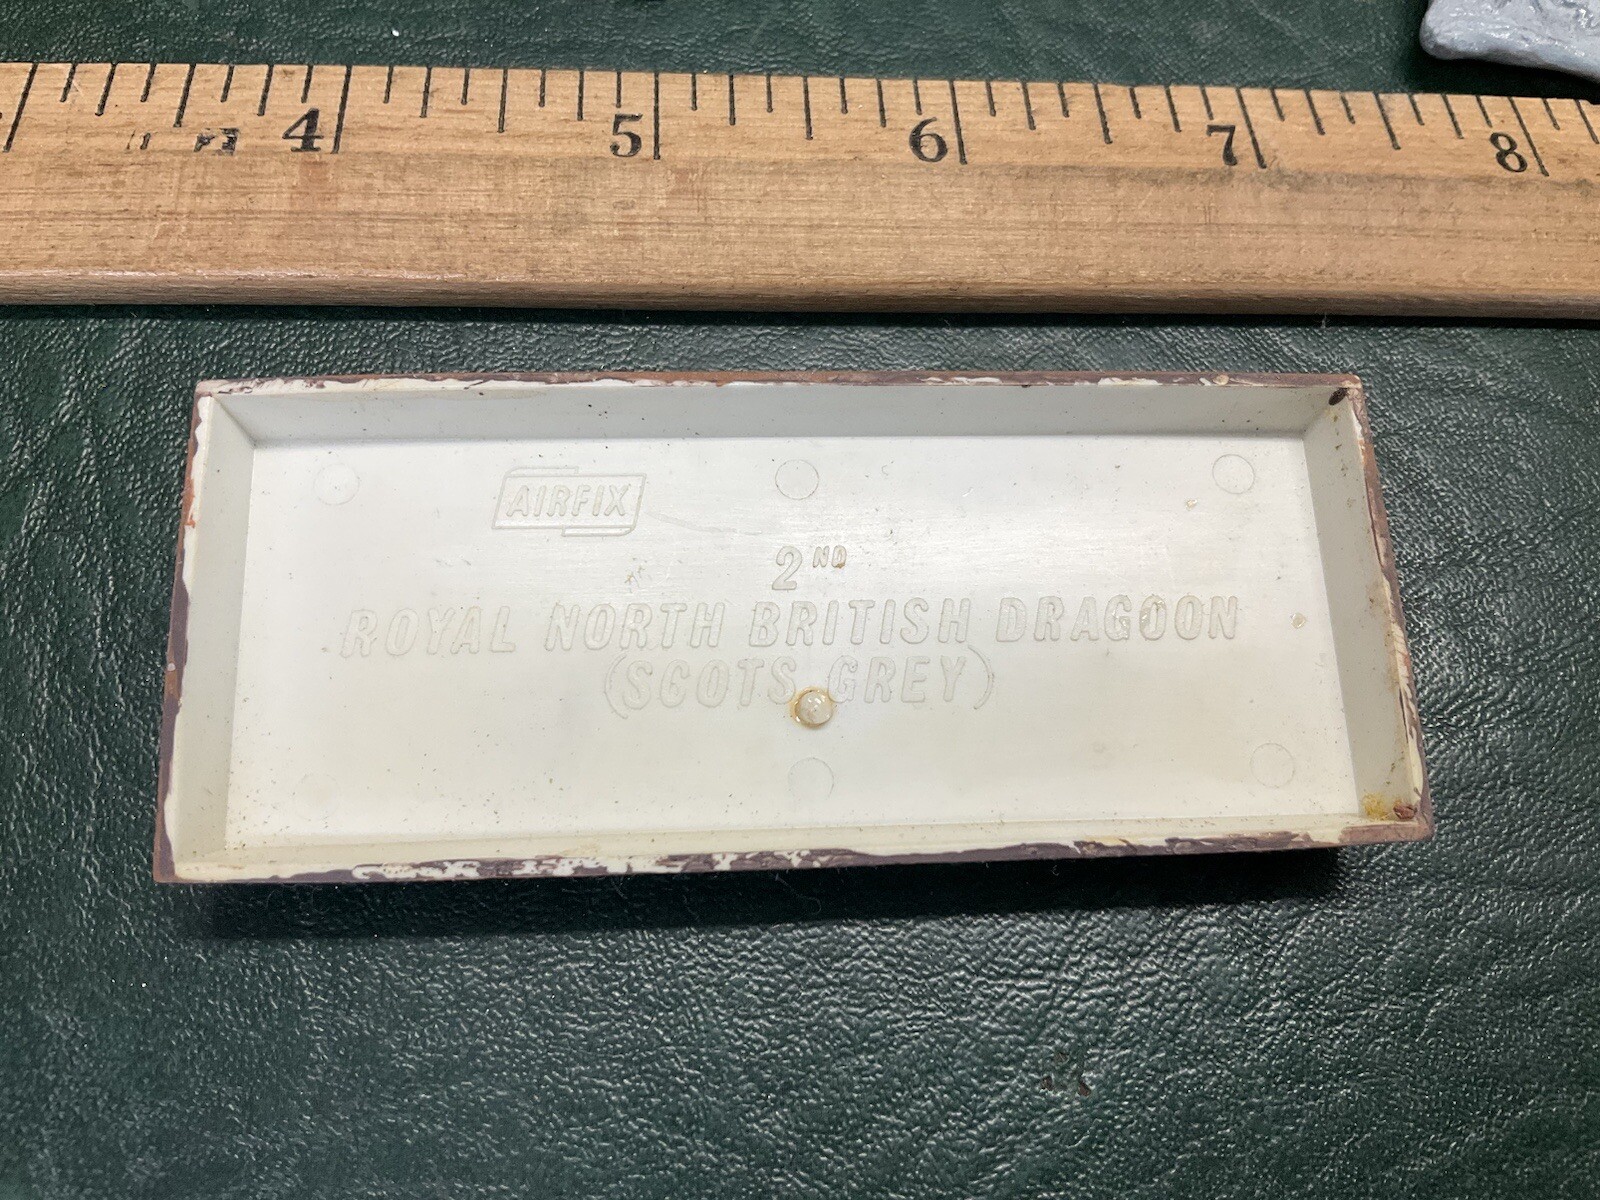 4 5 6 7 8
AIRFIX
2ND
ROYAL NORTH BRITISH DRAGOON
(SCOTS GREY)